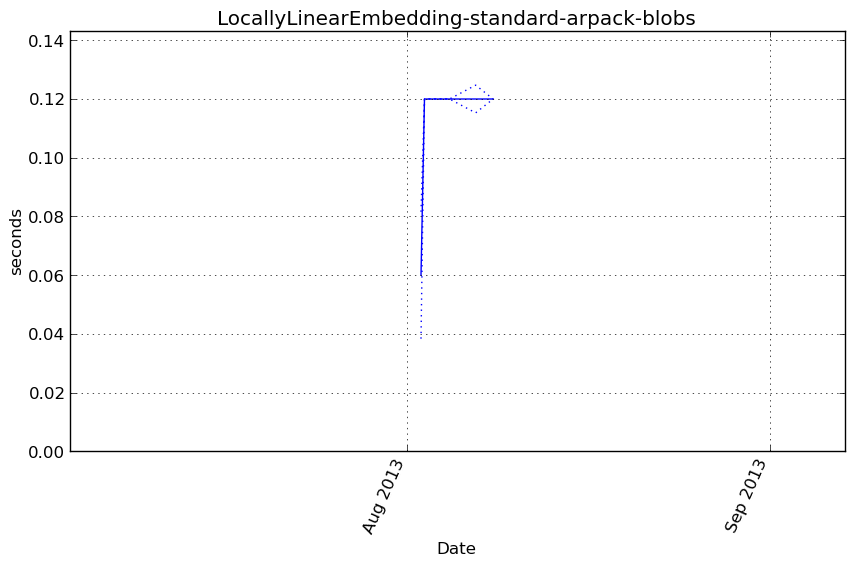 LocallyLinearEmbedding-standard-arpack-blobs
0.14
0.12
0.10
0.08
0.06
0.04
0.02
0.00
seconds
Aug 2013
Sep 2013
Date